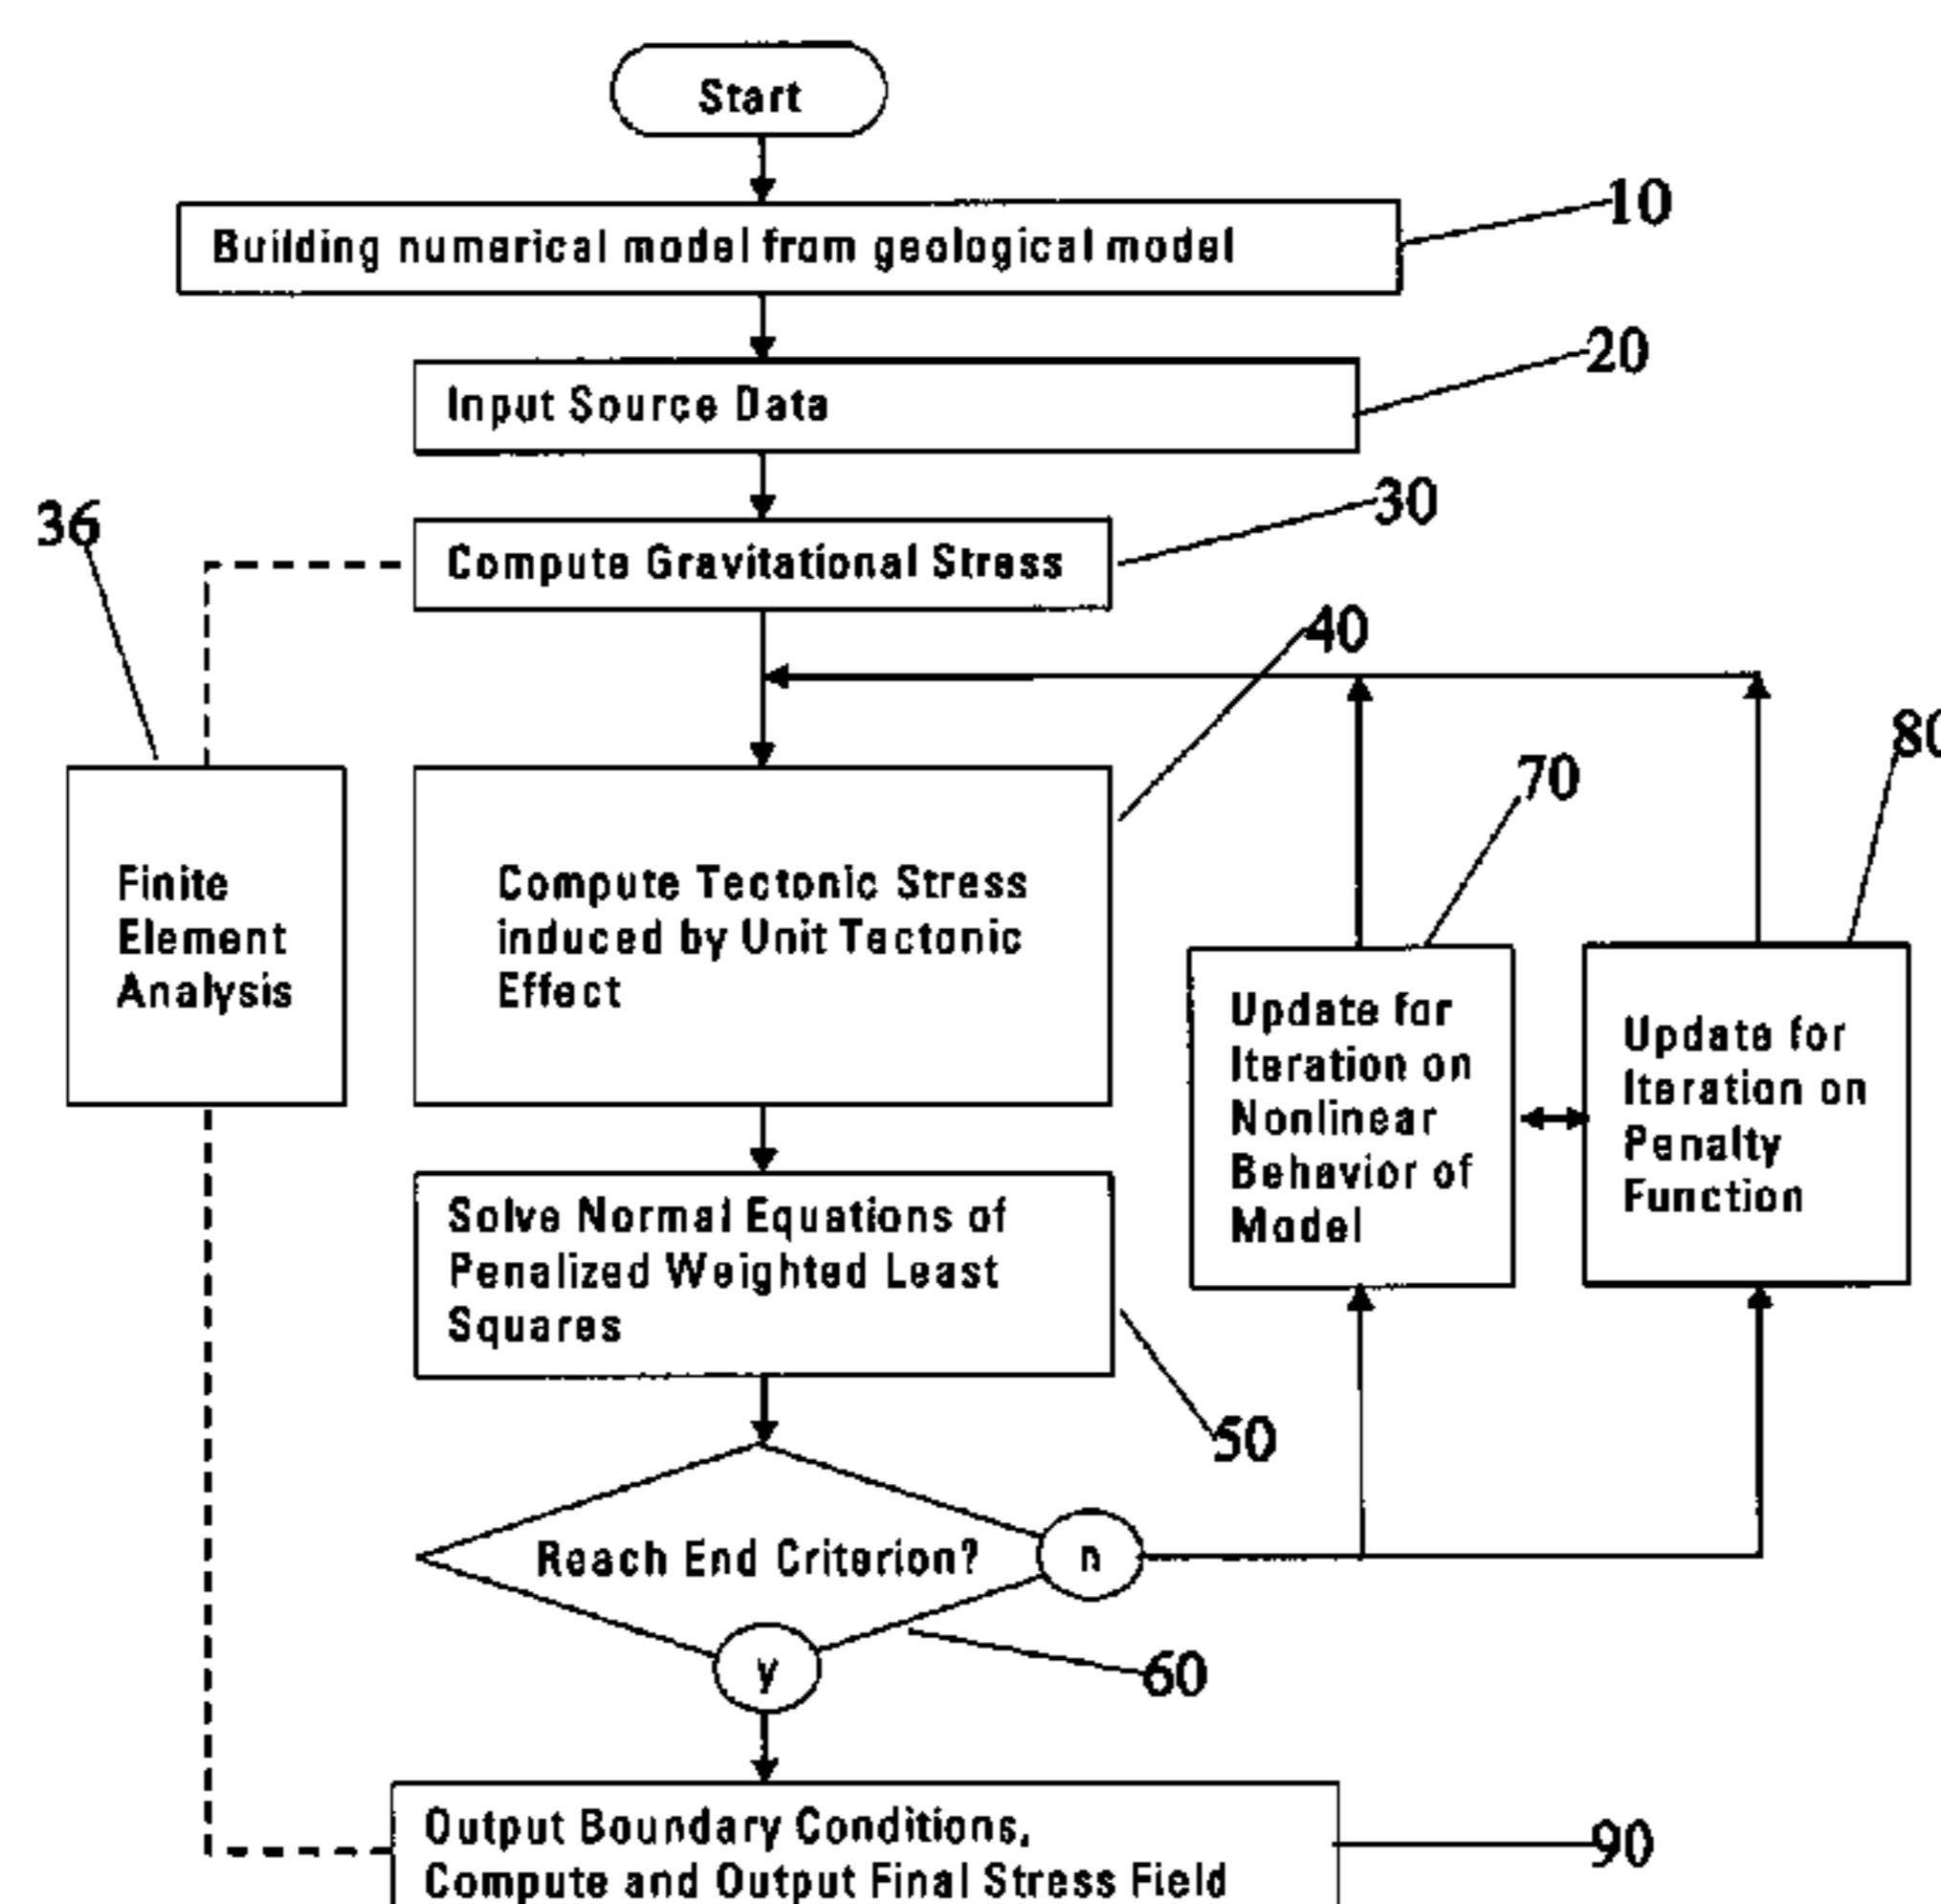 Start
10
Building numerical model from geological model
20
Input Source Data
30
36
Compute Gravitational Stress
40
80
70
Finite
Element
Analysis
Compute Tectonic Stress
induced by Unit Tectonic
Effect
Update for
Iteration on
Nonlinear
Behavior of
Model
Update for
Iteration on
Penalty
Function
Solve Normal Equations of
Penalized Weighted Least
Squares
50
Reach End Criterion?
n
y
60
Output Boundary Conditions,
Compute and Output Final Stress Field
90